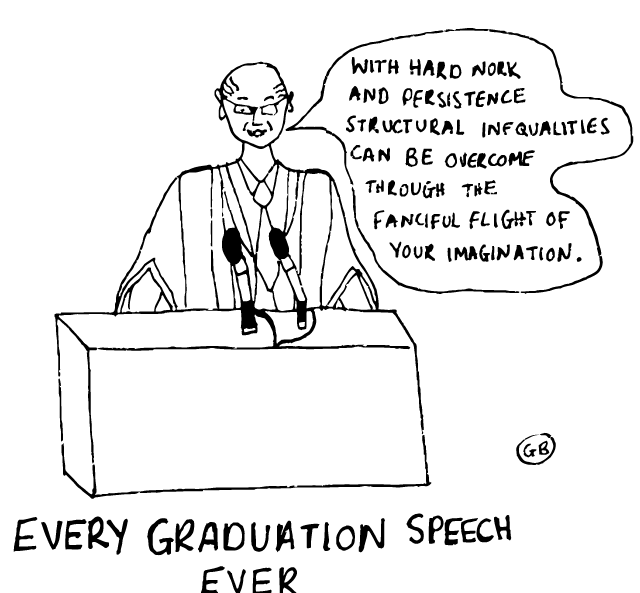 WITH HARD WORK
AND PERSISTENCE
STRUCTURAL INEQUALITIES
CAN BE OVERCOME
THROUGH THE
FANCIFUL FLIGHT OF
YOUR IMAGINATION.
GB
EVERY GRADUATION SPEECH
EVER